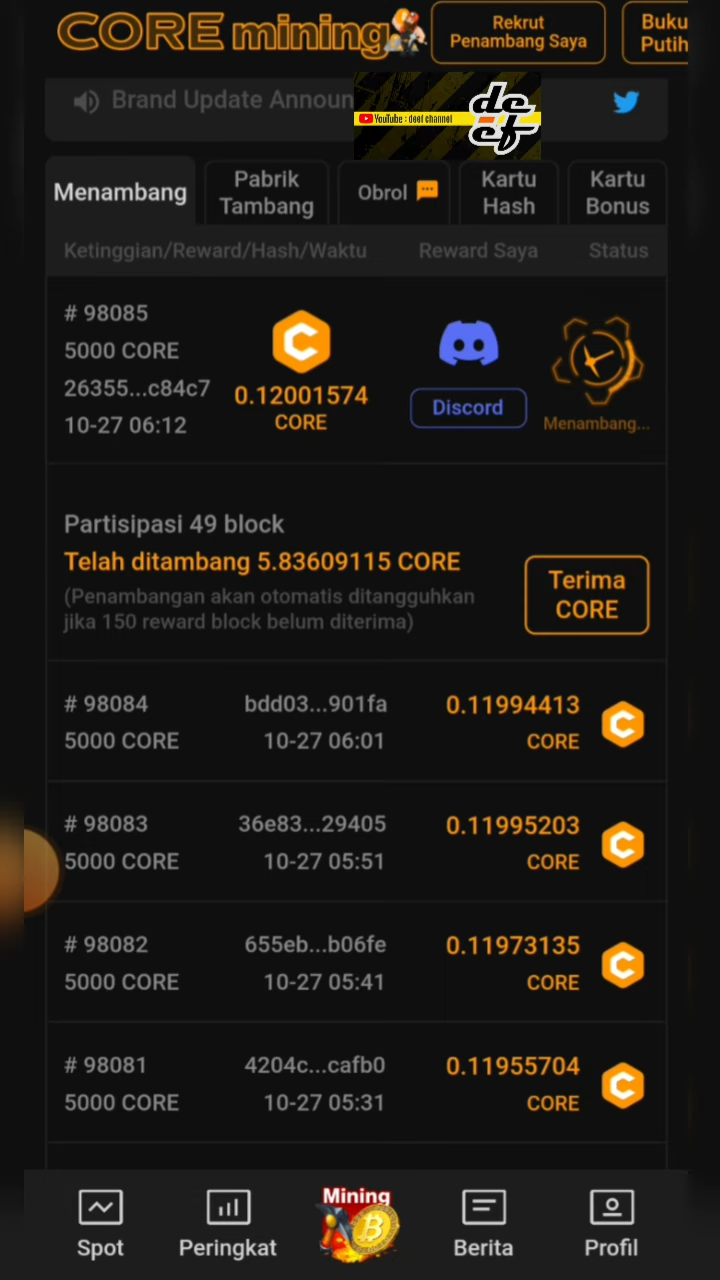 CORE mining
Rekrut
Penambang Saya
Buku
Putih
Brand Update Announ
YouTube : deef channel
deef
Menambang
Pabrik
Tambang
Obrol
Kartu
Hash
Kartu
Bonus
Ketinggian/Reward/Hash/Waktu
Reward Saya
Status
# 98085
5000 CORE
26355...c84c7
10-27 06:12
0.12001574
CORE
Discord
Menambang...
Partisipasi 49 block
Telah ditambang 5.83609115 CORE
(Penambangan akan otomatis ditangguhkan
jika 150 reward block belum diterima)
Terima
CORE
# 98084 bdd03...901fa 0.11994413
5000 CORE 10-27 06:01 CORE
# 98083 36e83...29405 0.11995203
5000 CORE 10-27 05:51 CORE
# 98082 655eb...b06fe 0.11973135
5000 CORE 10-27 05:41 CORE
# 98081 4204c...cafb0 0.11955704
5000 CORE 10-27 05:31 CORE
Mining
Spot
Peringkat
Berita
Profil